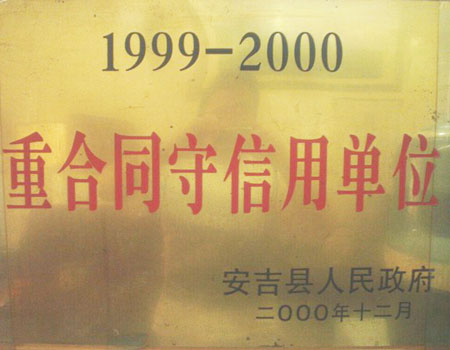 1999-2000
重合同守信用单位
安吉县人民政府
二000年十二月